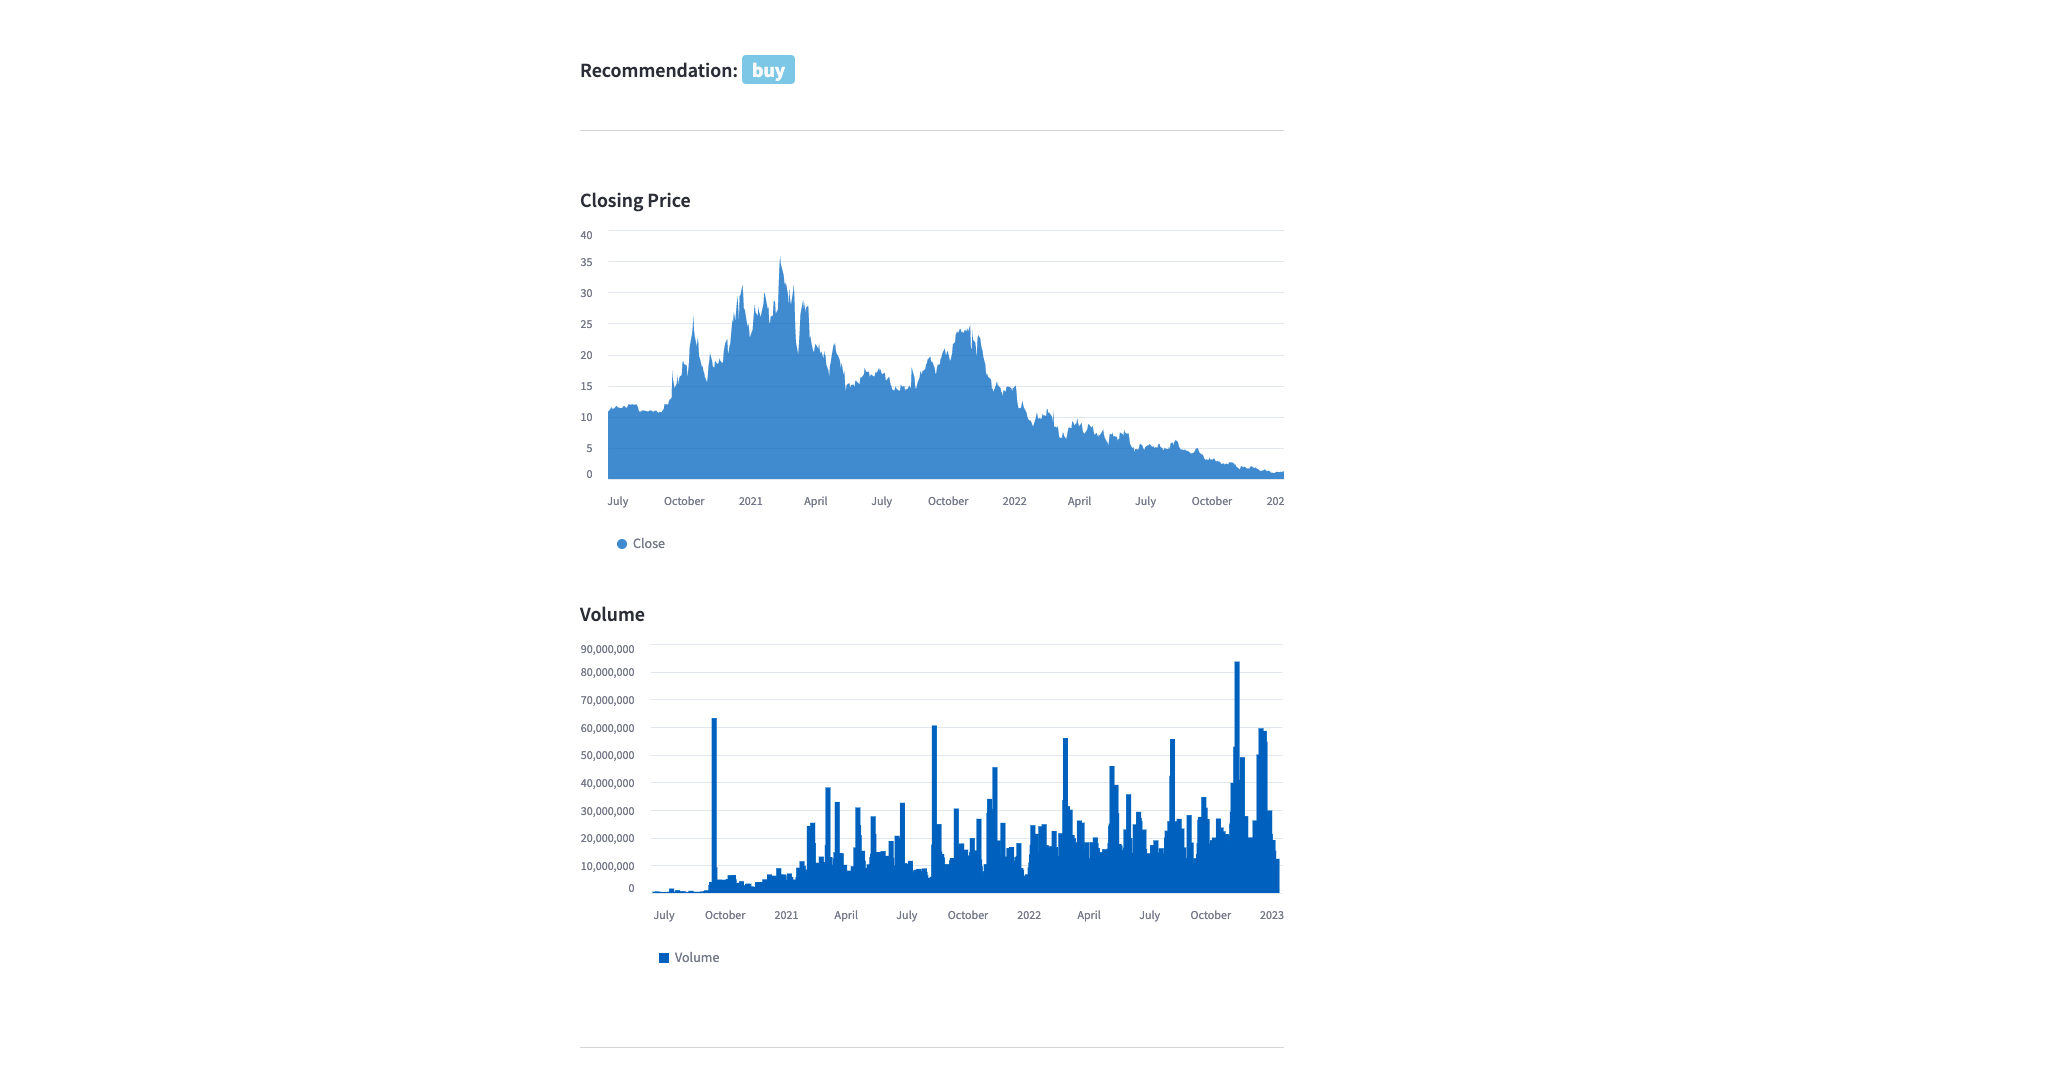 Recommendation: buy
Closing Price
40
35
30
25
20
15
10
5
0
July October 2021 April July October 2022 April July October 202
Close
Volume
90,000,000
80,000,000
70,000,000
60,000,000
50,000,000
40,000,000
30,000,000
20,000,000
10,000,000
0
July October 2021 April July October 2022 April July October 2023
Volume